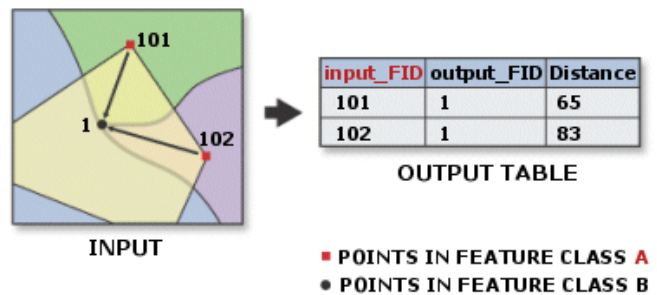 101
1
102
INPUT
input_FID output_FID Distance
101 1 65
102 1 83
OUTPUT TABLE
POINTS IN FEATURE CLASS A
POINTS IN FEATURE CLASS B